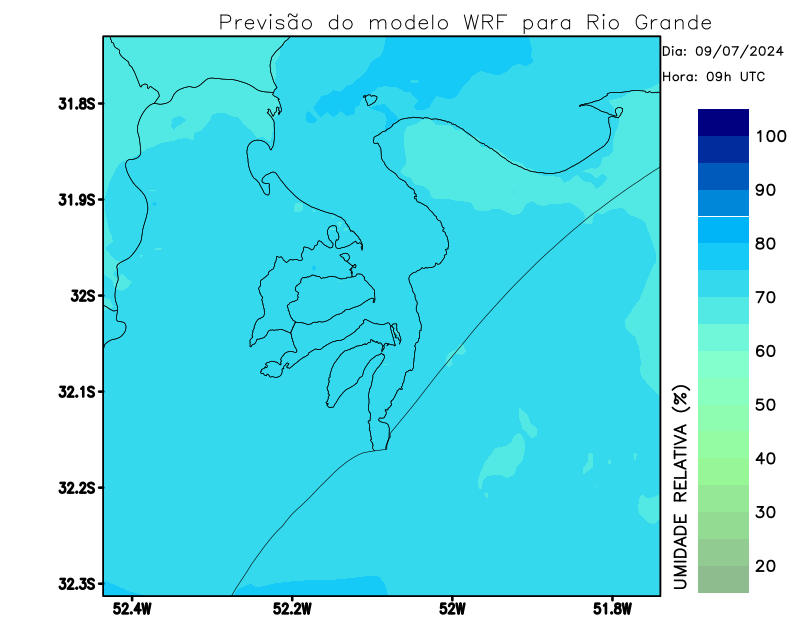 Previsão do modelo WRF para Rio Grande
Dia: 09/07/2024
Hora: 09h UTC
31.8S
31.9S
32S
32.1S
32.2S
32.3S
52.4W
52.2W
52W
51.8W
100
90
80
70
60
50
40
30
20
UMIDADE RELATIVA (%)